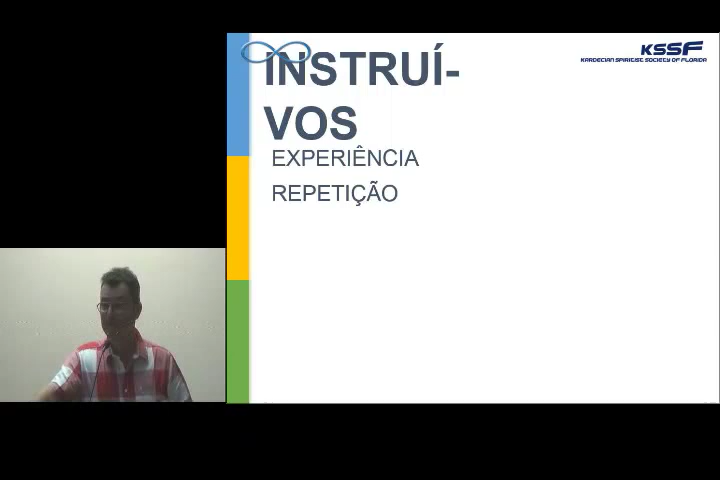 INSTRUÍ-
VOS
EXPERIÊNCIA
REPETIÇÃO
KSSF
KARDECIAN SPIRITIST SOCIETY OF FLORIDA